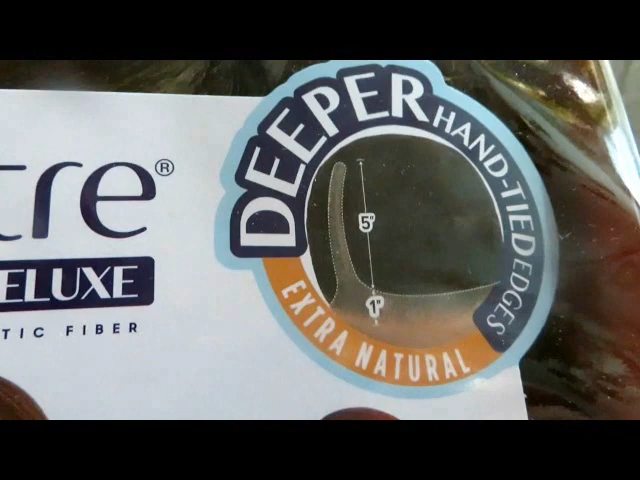 tre®
ELUXE
TIC FIBER
DEEPER
HAND-TIED EDGES
5"
1"
EXTRA NATURAL